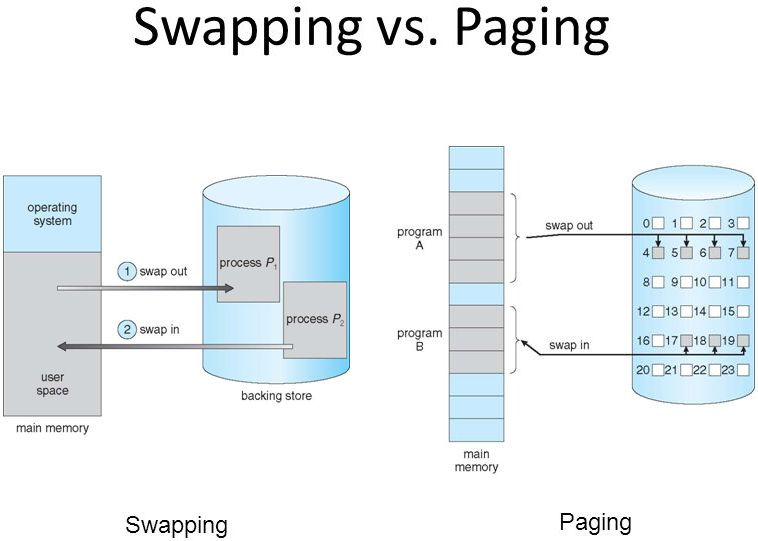 Swapping vs. Paging
operating
system
1 swap out
process P1
2 swap in
process P2
user
space
main memory
backing store
program
A
swap out
0 1 2 3
4 5 6 7
8 9 10 11
12 13 14 15
program
B
swap in
16 17 18 19
20 21 22 23
main
memory
Swapping
Paging